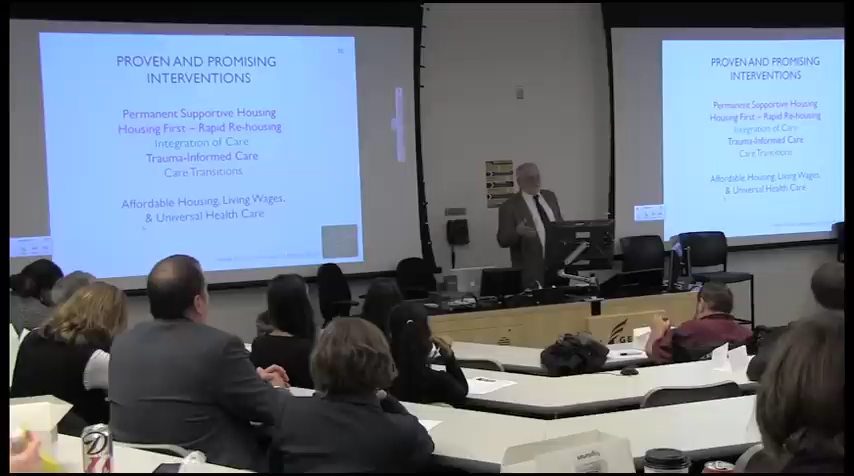 PROVEN AND PROMISING
INTERVENTIONS
Permanent Supportive Housing
Housing First – Rapid Re-housing
Integration of Care
Trauma-Informed Care
Care Transitions
Affordable Housing, Living Wages,
& Universal Health Care
PROVEN AND PROMISING
INTERVENTIONS
Permanent Supportive Housing
Housing First – Rapid Re-housing
Integration of Care
Trauma-Informed Care
Care Transitions
Affordable Housing, Living Wages,
& Universal Health Care